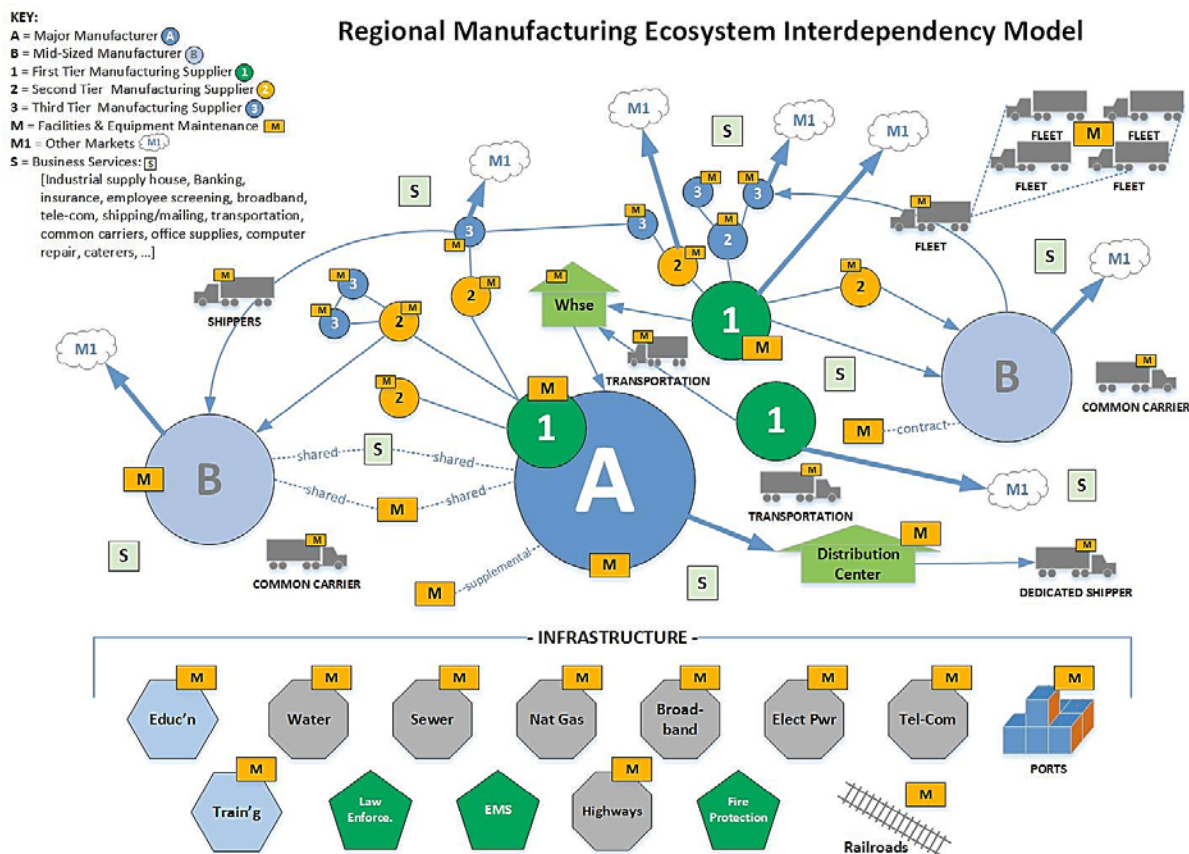 Regional Manufacturing Ecosystem Interdependency Model
KEY:
A = Major Manufacturer A
B = Mid-Sized Manufacturer B
1 = First Tier Manufacturing Supplier 1
2 = Second Tier Manufacturing Supplier 2
3 = Third Tier Manufacturing Supplier 3
M = Facilities & Equipment Maintenance M
M1 = Other Markets M1
S = Business Services: S
[Industrial supply house, Banking,
insurance, employee screening, broadband,
tele-com, shipping/mailing, transportation,
common carriers, office supplies, computer
repair, caterers, ...]
M1
S
M1
M1
M
FLEET
FLEET
M
FLEET
FLEET
S
M1
3
M
3
M
3
M
3
M
2
M
M
FLEET
S
M1
M
SHIPPERS
M
3
M
3
2
M
2
M
M
Whse
2
M
1
M
M
2
M
TRANSPORTATION
M1
2
M
1
M
S
1
B
M
COMMON CARRIER
M
contract
B
M
shared
S
shared
shared
M
shared
A
M
M
TRANSPORTATION
M1
S
S
M
COMMON CARRIER
M
supplemental
S
Distribution
Center
M
M
DEDICATED SHIPPER
- INFRASTRUCTURE -
Educ'n
M
Water
M
Sewer
M
Nat Gas
M
Broad-
band
M
Elect Pwr
M
Tel-Com
M
M
PORTS
Train'g
M
Law
Enforce.
EMS
Highways
M
Fire
Protection
M
Railroads